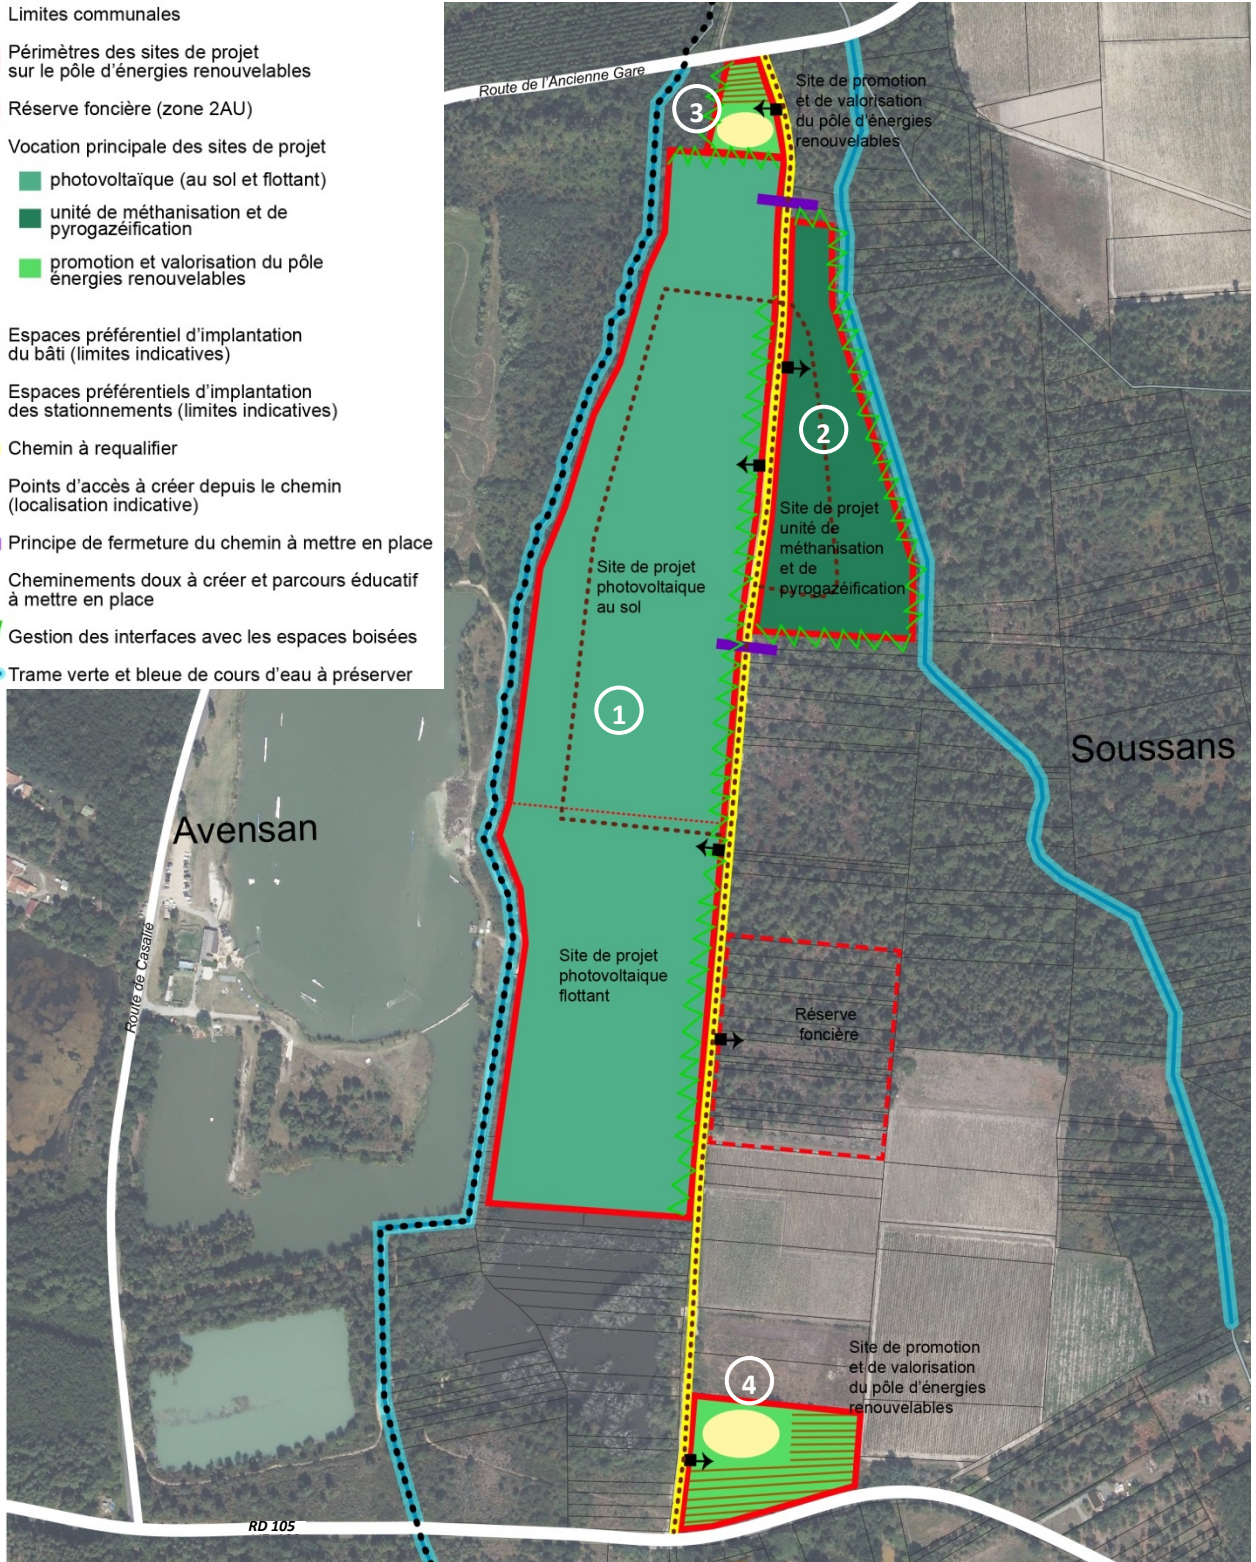 Limites communales
Périmètres des sites de projet
sur le pôle d'énergies renouvelables
Réserve foncière (zone 2AU)
Vocation principale des sites de projet
photovoltaïque (au sol et flottant)
unité de méthanisation et de
pyrogazéification
promotion et valorisation du pôle
énergies renouvelables
Espaces préférentiel d'implantation
du bâti (limites indicatives)
Espaces préférentiels d'implantation
des stationnements (limites indicatives)
Chemin à requalifier
Points d'accès à créer depuis le chemin
(localisation indicative)
Principe de fermeture du chemin à mettre en place
Cheminements doux à créer et parcours éducatif
à mettre en place
Gestion des interfaces avec les espaces boisées
Trame verte et bleue de cours d'eau à préserver
Route de l'Ancienne Gare
3
Site de promotion
et de valorisation
du pôle d'énergies
renouvelables
2
Site de projet
unité de
méthanisation
et de
pyrogazéification
Site de projet
photovoltaique
au sol
1
Soussans
Avensan
Route de Casalié
Site de projet
photovoltaique
flottant
Réserve
foncière
4
Site de promotion
et de valorisation
du pôle d'énergies
renouvelables
RD 105